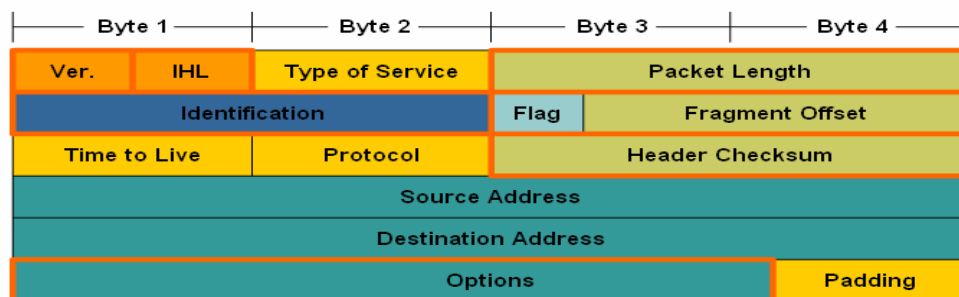 Byte 1 Byte 2 Byte 3 Byte 4
Ver. IHL Type of Service Packet Length
Identification Flag Fragment Offset
Time to Live Protocol Header Checksum
Source Address
Destination Address
Options Padding